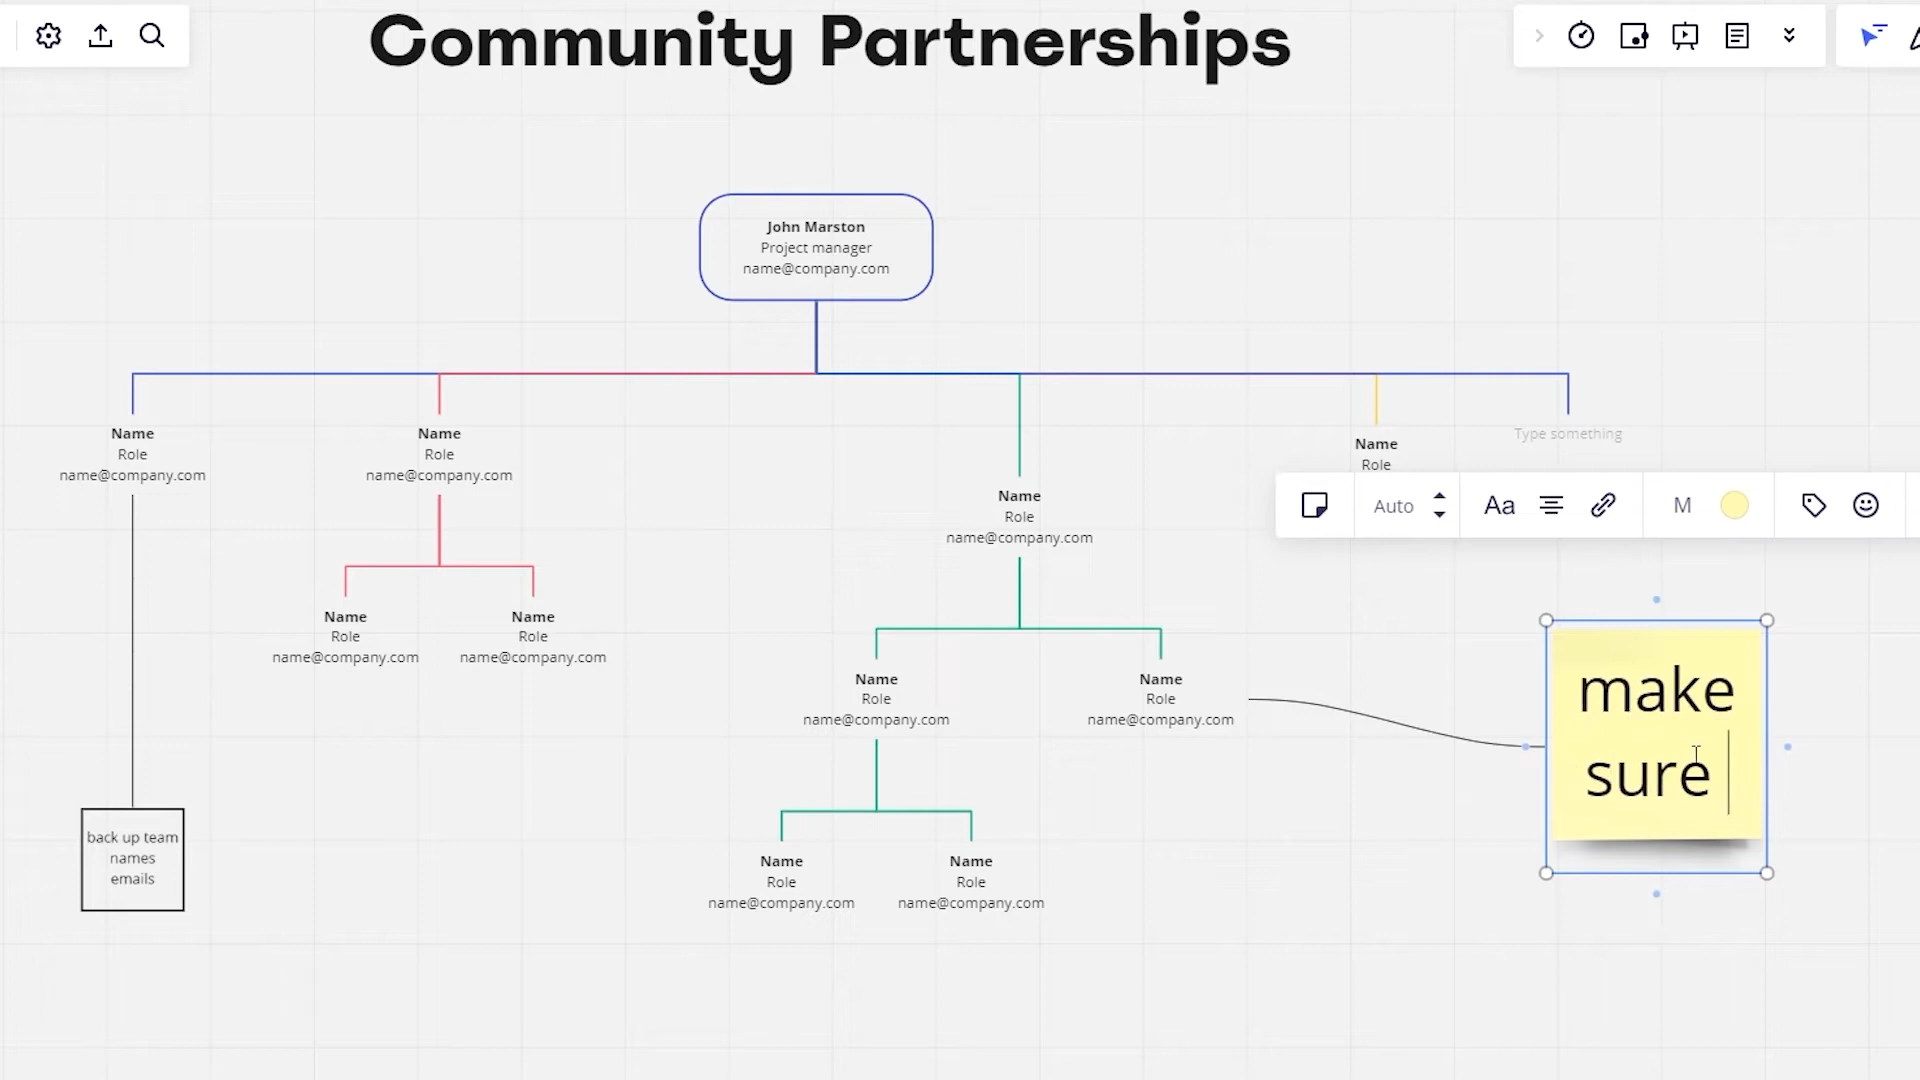 Community Partnerships
John Marston
Project manager
name@company.com
Name
Role
name@company.com
Name
Role
name@company.com
Name
Role
name@company.com
Name
Role
Type something
Auto
Aa
M
Name
Role
name@company.com
Name
Role
name@company.com
Name
Role
name@company.com
Name
Role
name@company.com
make
sure
back up team
names
emails
Name
Role
name@company.com
Name
Role
name@company.com